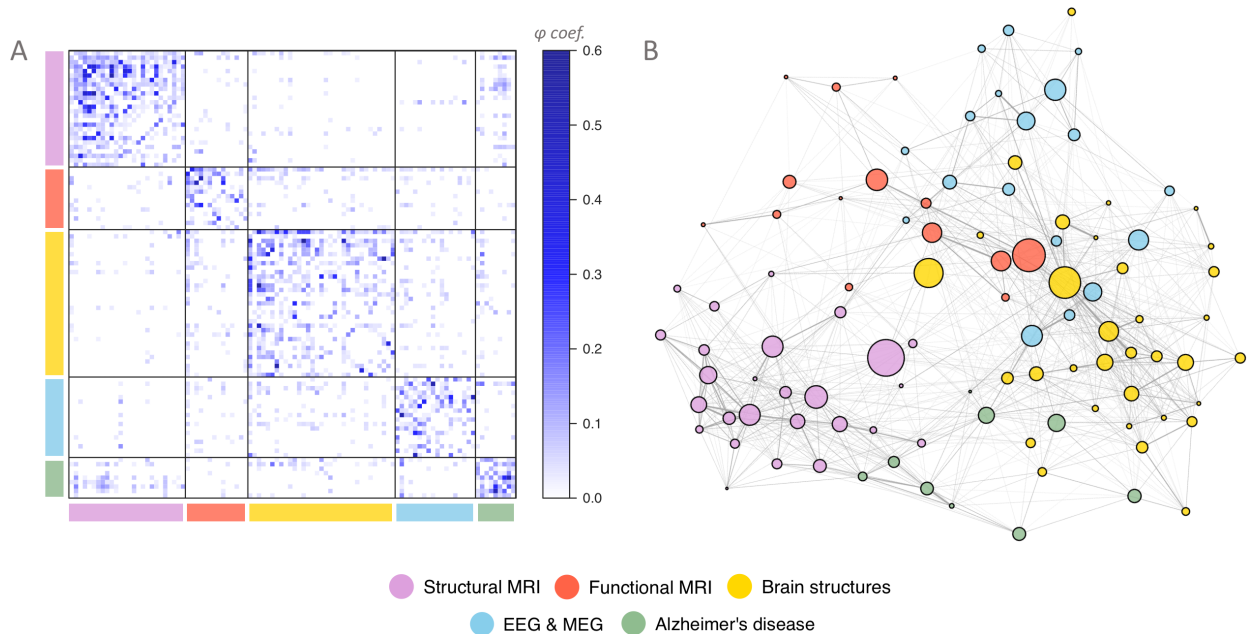 A
φ coef.
B
0.6
0.5
0.4
0.3
0.2
0.1
0.0
Structural MRI
Functional MRI
Brain structures
EEG & MEG
Alzheimer's disease